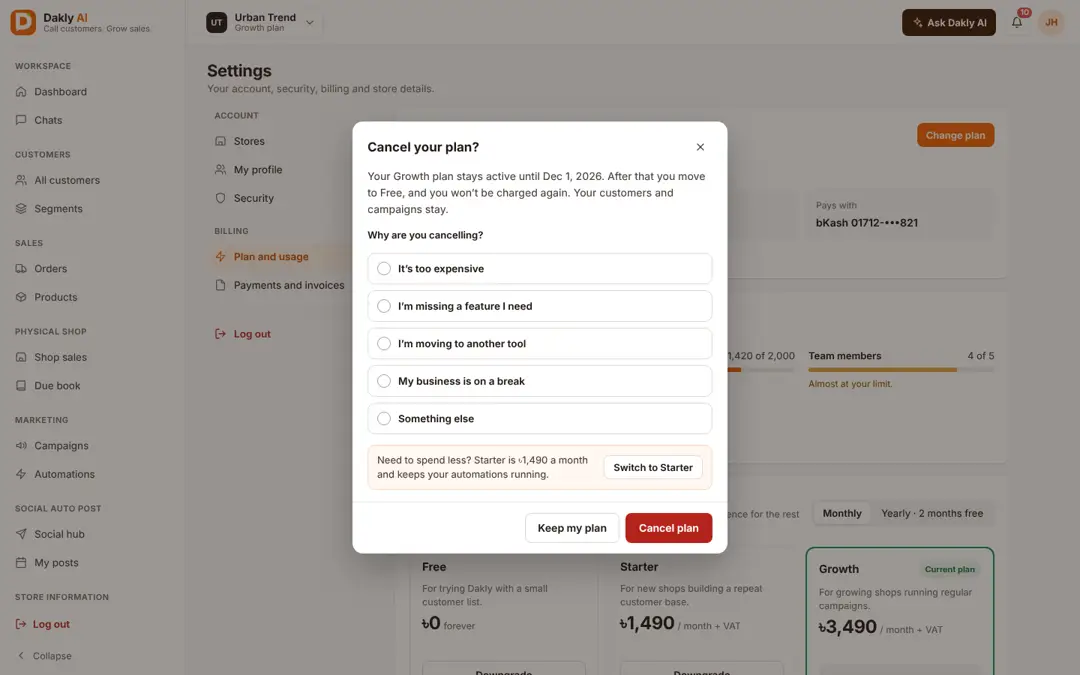 Dakly AI
Call customers. Grow sales.
UT
Urban Trend
Growth plan
Ask Dakly AI
10
JH
WORKSPACE
Dashboard
Chats
CUSTOMERS
All customers
Segments
SALES
Orders
Products
PHYSICAL SHOP
Shop sales
Due book
MARKETING
Campaigns
Automations
SOCIAL AUTO POST
Social hub
My posts
STORE INFORMATION
Log out
Collapse
Settings
Your account, security, billing and store details.
ACCOUNT
Stores
My profile
Security
BILLING
Plan and usage
Payments and invoices
Log out
Change plan
Pays with
bKash 01712-•••821
1,420 of 2,000
Team members
4 of 5
Almost at your limit.
Cancel your plan?
Your Growth plan stays active until Dec 1, 2026. After that you move
to Free, and you won’t be charged again. Your customers and
campaigns stay.
Why are you cancelling?
It’s too expensive
I’m missing a feature I need
I’m moving to another tool
My business is on a break
Something else
Need to spend less? Starter is ৳1,490 a month
and keeps your automations running.
Switch to Starter
Keep my plan
Cancel plan
for the rest
Monthly
Yearly · 2 months free
Free
For trying Dakly with a small
customer list.
৳0 forever
Starter
For new shops building a repeat
customer base.
৳1,490 / month + VAT
Growth
Current plan
For growing shops running regular
campaigns.
৳3,490 / month + VAT
Downgrade
Downgrade